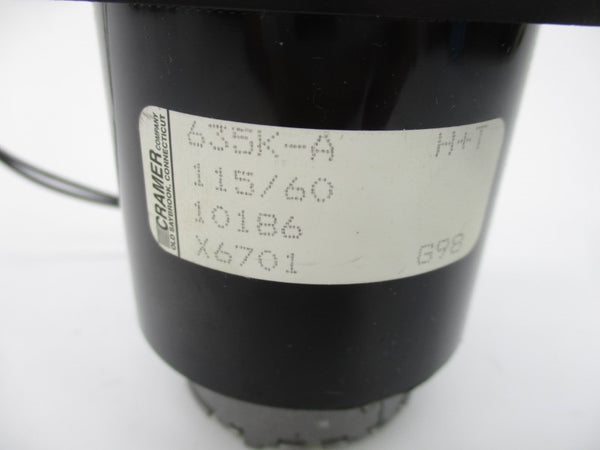 CRAMER COMPANY
OLD SAYBROOK, CONNECTICUT
635K-A H+T
115/60
10186
X6701 G98